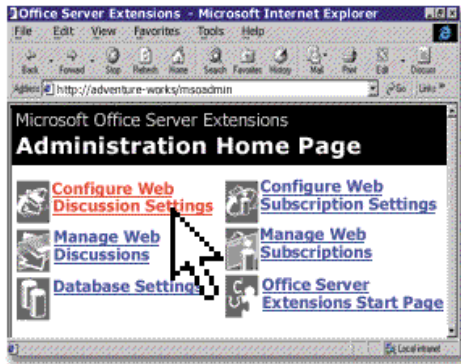 Office Server Extensions - Microsoft Internet Explorer
File Edit View Favorites Tools Help
Back Forward Stop Refresh Home Search Favorites History Mail Print Edit Discuss
Address http://adventure-works/msoadmin Go Links »
Microsoft Office Server Extensions
Administration Home Page
Configure Web Discussion Settings
Configure Web Subscription Settings
Manage Web Discussions
Manage Web Subscriptions
Database Settings
Office Server Extensions Start Page
Local intranet